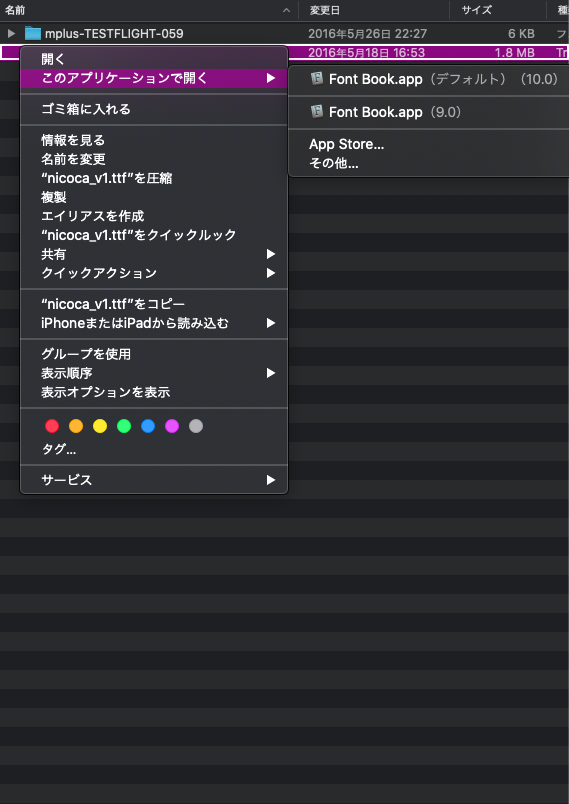 名前 変更日 サイズ 種
mplus-TESTFLIGHT-059 2016年5月26日 22:27 6 KB フ
2016年5月18日 16:53 1.8 MB Tr
開く
このアプリケーションで開く
ゴミ箱に入れる
情報を見る
名前を変更
“nicoca_v1.ttf”を圧縮
複製
エイリアスを作成
“nicoca_v1.ttf”をクイックルック
共有
クイックアクション
“nicoca_v1.ttf”をコピー
iPhoneまたはiPadから読み込む
グループを使用
表示順序
表示オプションを表示
タグ...
サービス
Font Book.app（デフォルト）（10.0）
Font Book.app（9.0）
App Store...
その他...